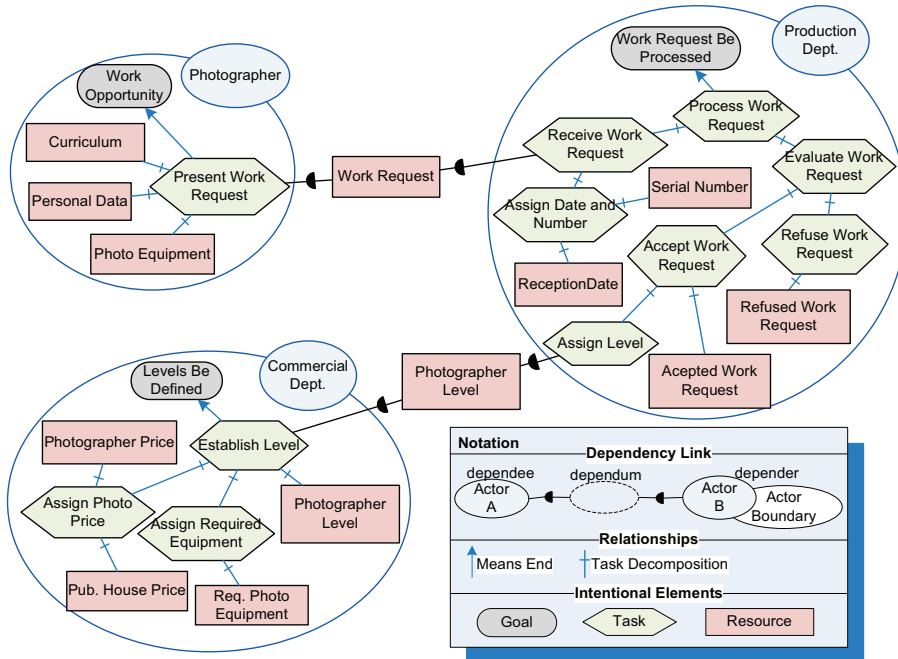 Work
Opportunity
Photographer
Curriculum
Personal Data
Photo Equipment
Present Work
Request
Work Request
Work Request Be
Processed
Production
Dept.
Process Work
Request
Receive Work
Request
Evaluate Work
Request
Serial Number
Assign Date and
Number
Accept Work
Request
Refuse Work
Request
ReceptionDate
Refused Work
Request
Assign Level
Acepted Work
Request
Photographer
Level
Levels Be
Defined
Commercial
Dept.
Photographer Price
Establish Level
Assign Photo
Price
Assign Required
Equipment
Photographer
Level
Pub. House Price
Req. Photo
Equipment
Notation
Dependency Link
dependee
dependum
depender
Actor
A
Actor
B
Actor
Boundary
Relationships
Means End
Task Decomposition
Intentional Elements
Goal
Task
Resource